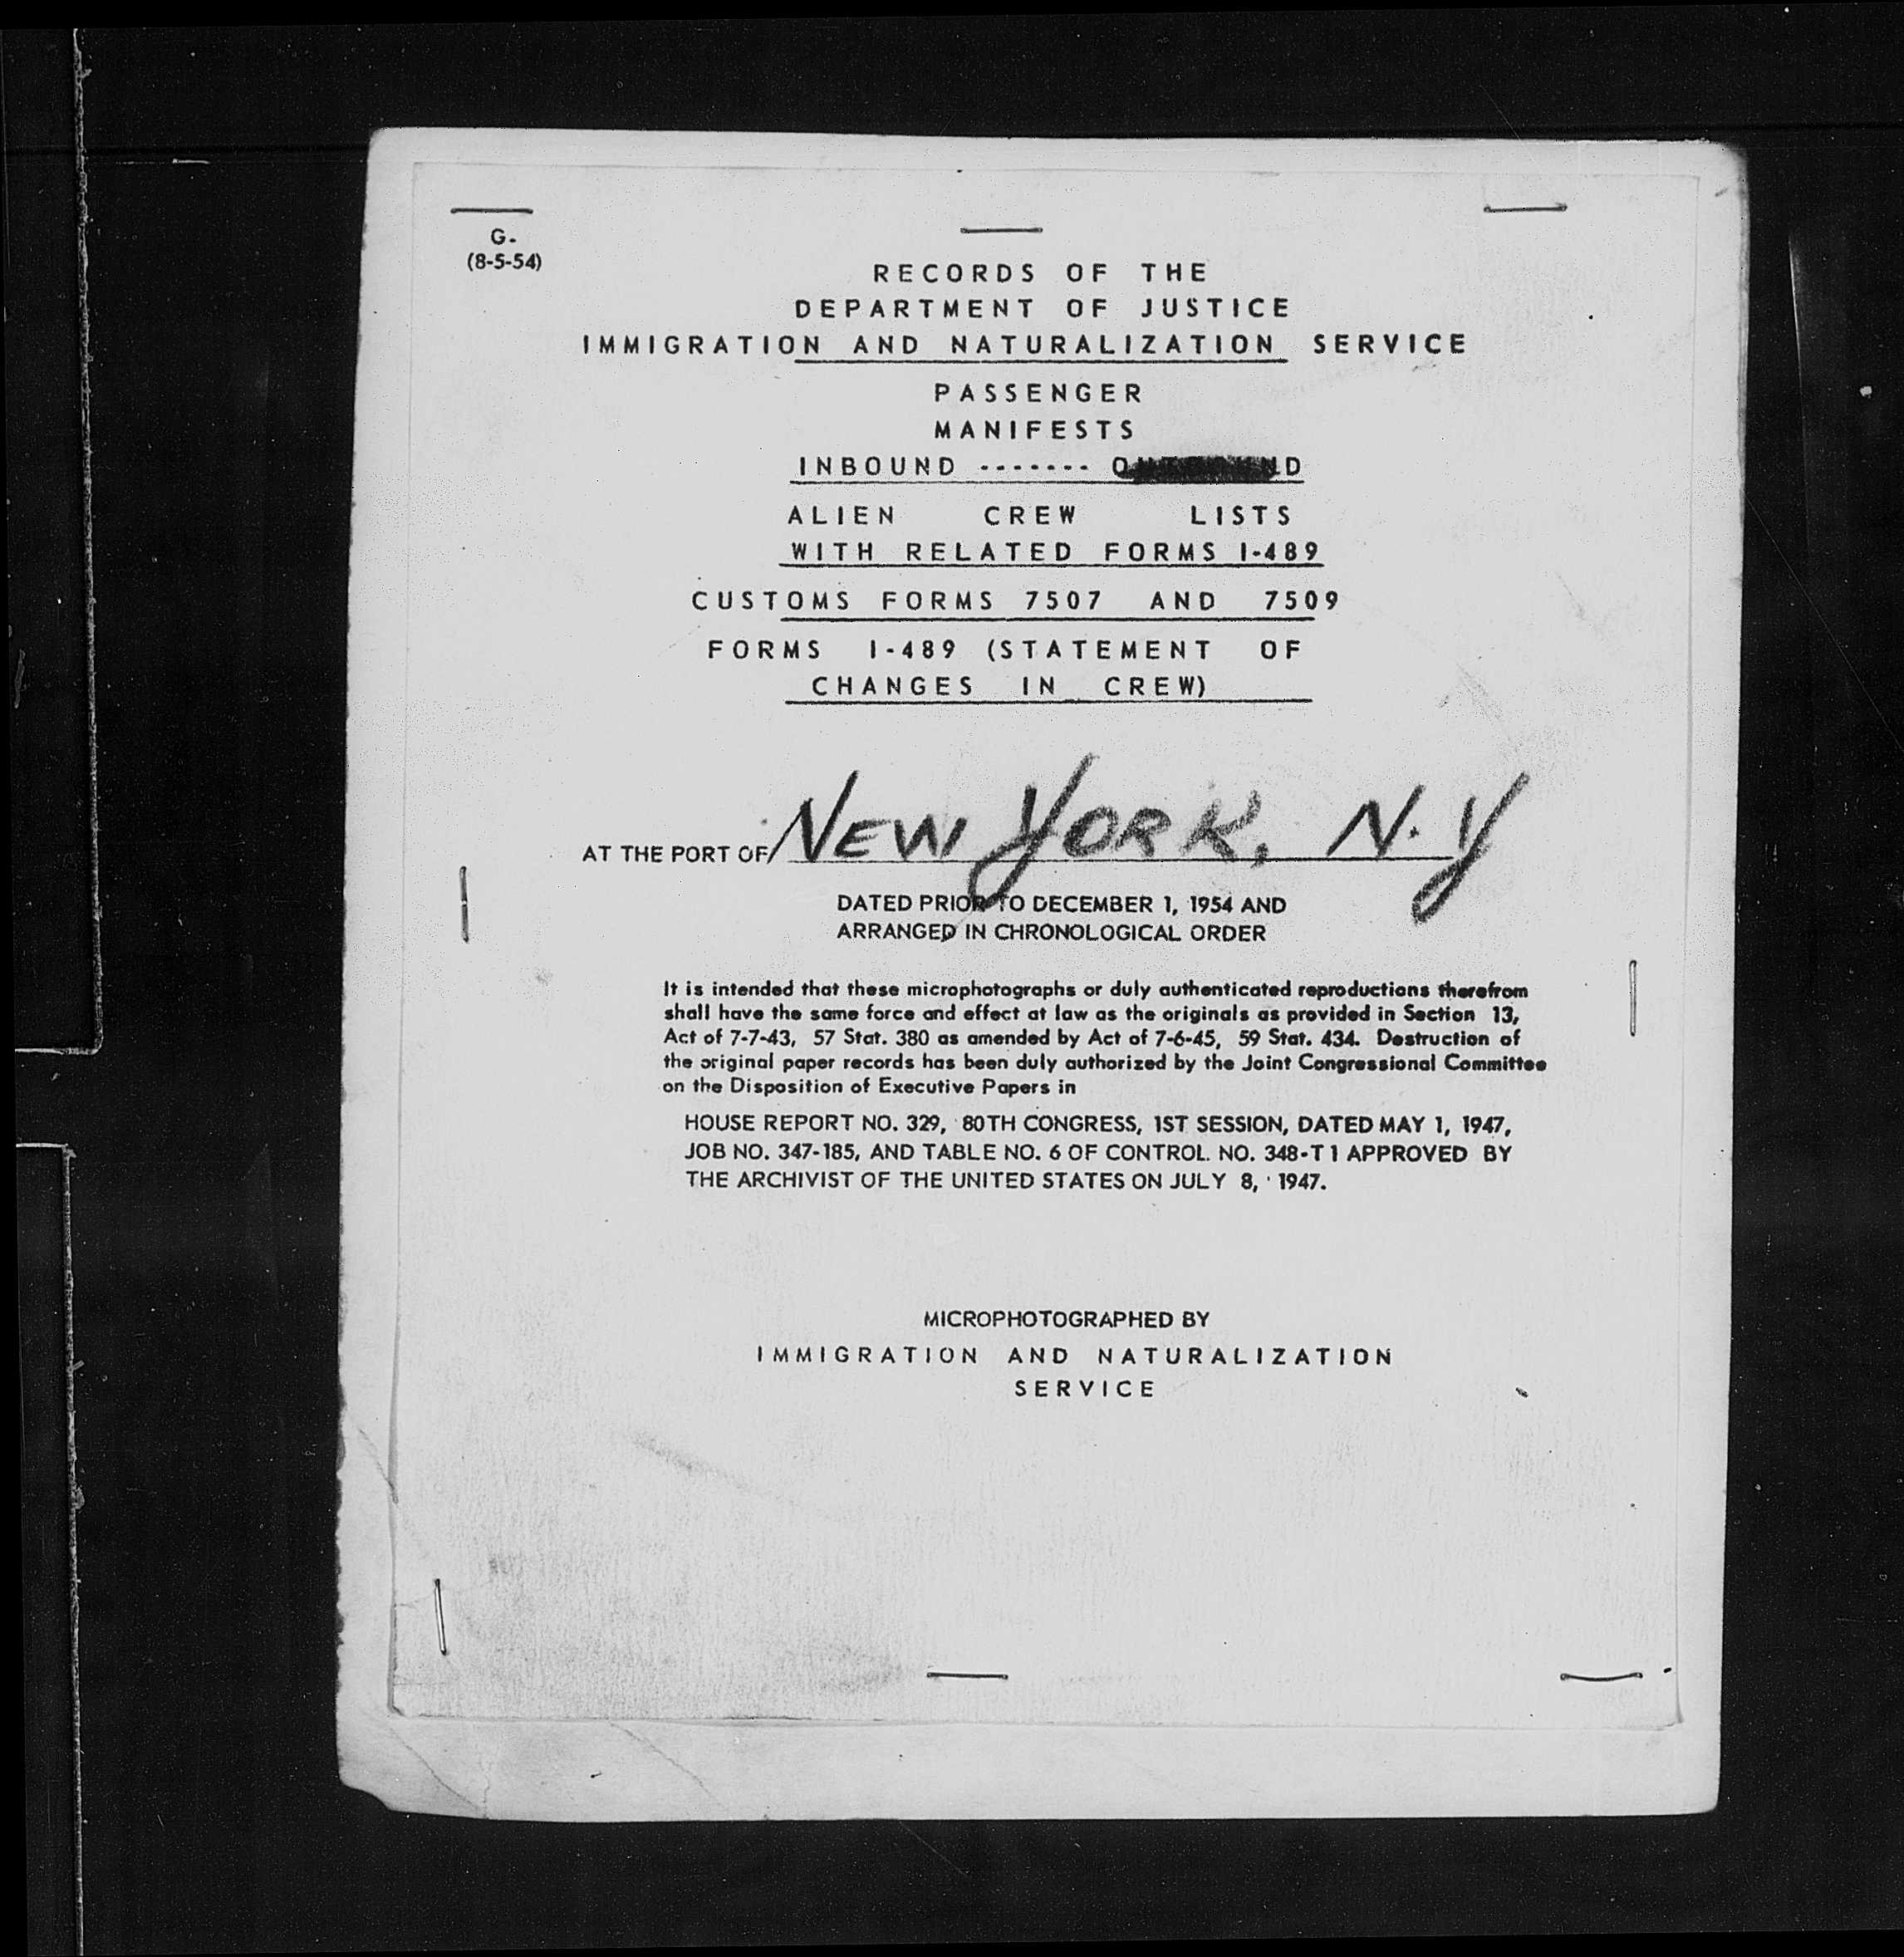 G-
(8-5-54)
RECORDS OF THE
DEPARTMENT OF JUSTICE
IMMIGRATION AND NATURALIZATION SERVICE
PASSENGER
MANIFESTS
INBOUND ------- OUTBOUND
ALIEN CREW LISTS
WITH RELATED FORMS I-489
CUSTOMS FORMS 7507 AND 7509
FORMS I-489 (STATEMENT OF
CHANGES IN CREW)
AT THE PORT OF NEW YORK, N.Y
DATED PRIOR TO DECEMBER 1, 1954 AND
ARRANGED IN CHRONOLOGICAL ORDER
It is intended that these microphotographs or duly authenticated reproductions therefrom
shall have the same force and effect at law as the originals as provided in Section 13,
Act of 7-7-43, 57 Stat. 380 as amended by Act of 7-6-45, 59 Stat. 434. Destruction of
the original paper records has been duly authorized by the Joint Congressional Committee
on the Disposition of Executive Papers in
HOUSE REPORT NO. 329, 80TH CONGRESS, 1ST SESSION, DATED MAY 1, 1947,
JOB NO. 347-185, AND TABLE NO. 6 OF CONTROL NO. 348-T1 APPROVED BY
THE ARCHIVIST OF THE UNITED STATES ON JULY 8, 1947.
MICROPHOTOGRAPHED BY
IMMIGRATION AND NATURALIZATION
SERVICE